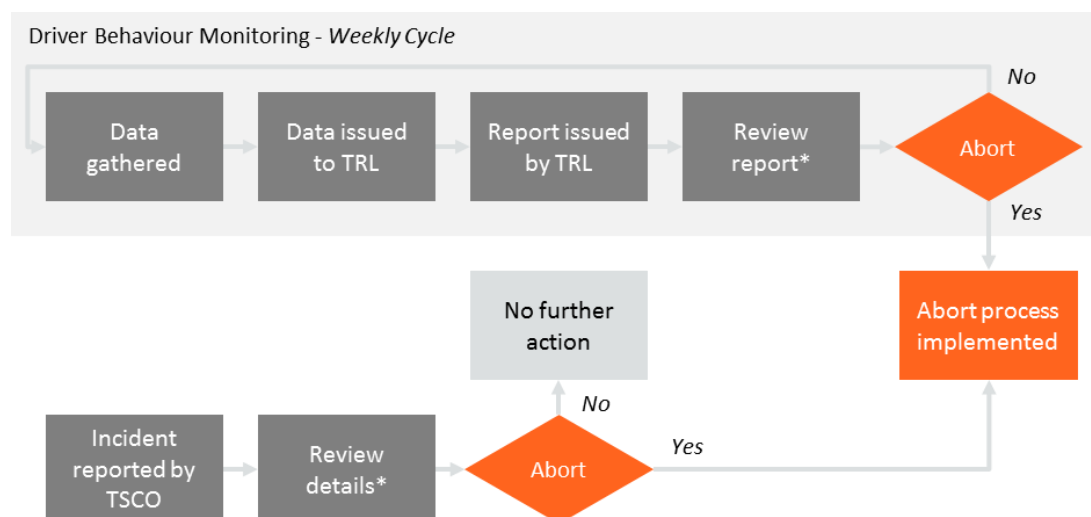 Driver Behaviour Monitoring - Weekly Cycle
No
Data
gathered
Data issued
to TRL
Report issued
by TRL
Review
report*
Abort
Yes
No further
action
Abort process
implemented
No
Incident
reported by
TSCO
Review
details*
Abort
Yes